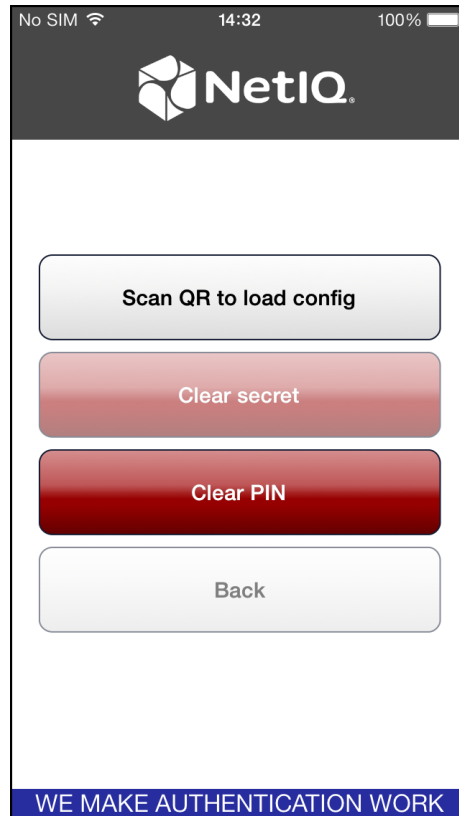 No SIM 14:32 100%
NetIQ.
Scan QR to load config
Clear secret
Clear PIN
Back
WE MAKE AUTHENTICATION WORK